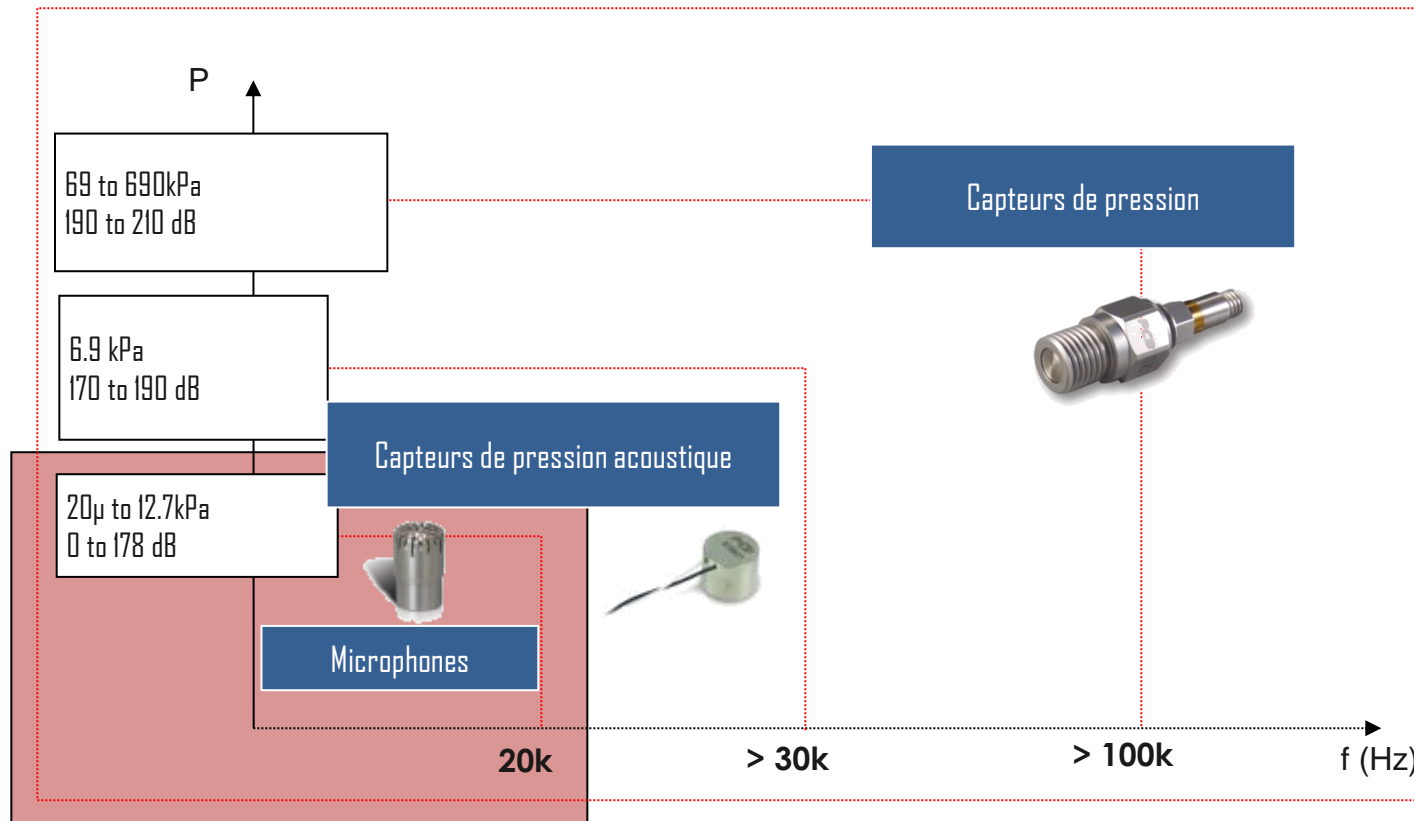 P
69 to 690kPa
190 to 210 dB
Capteurs de pression
6.9 kPa
170 to 190 dB
Capteurs de pression acoustique
20µ to 12.7kPa
0 to 178 dB
Microphones
20k
> 30k
> 100k
f (Hz)